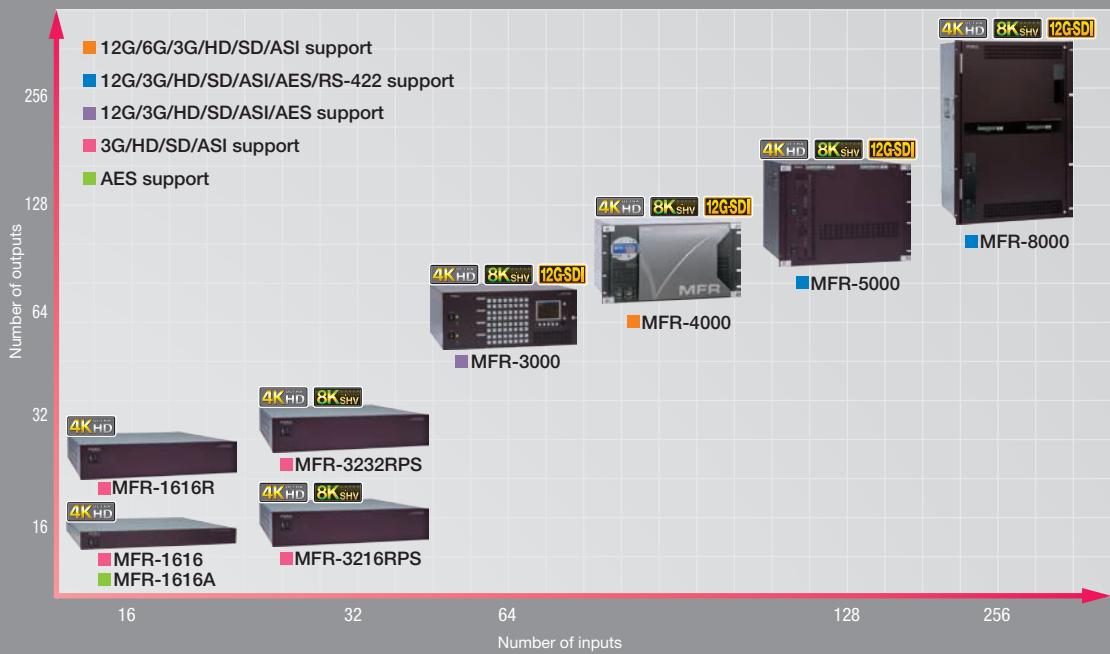 12G/6G/3G/HD/SD/ASI support
12G/3G/HD/SD/ASI/AES/RS-422 support
12G/3G/HD/SD/ASI/AES support
3G/HD/SD/ASI support
AES support
Number of outputs
256
128
64
32
16
4K HD 8K SHV 12G-SDI
MFR-8000
4K HD 8K SHV 12G-SDI
MFR-5000
4K HD 8K SHV 12G-SDI
MFR
MFR-4000
4K HD 8K SHV 12G-SDI
MFR-3000
4K HD 8K SHV
MFR-3232RPS
4K HD
MFR-1616R
4K HD 8K SHV
MFR-3216RPS
4K HD
MFR-1616
MFR-1616A
16 32 64 128 256
Number of inputs